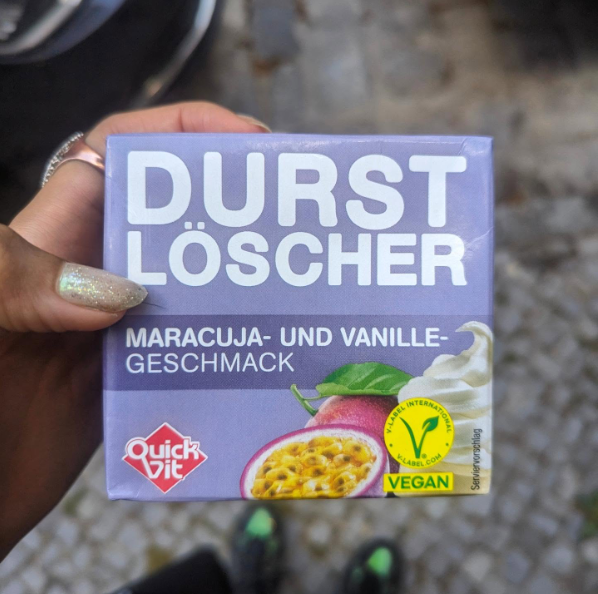 DURST
LÖSCHER
MARACUJA- UND VANILLE-
GESCHMACK
Quick
Vit
V-LABEL INTERNATIONAL
V-LABEL.COM
VEGAN
Serviervorschlag